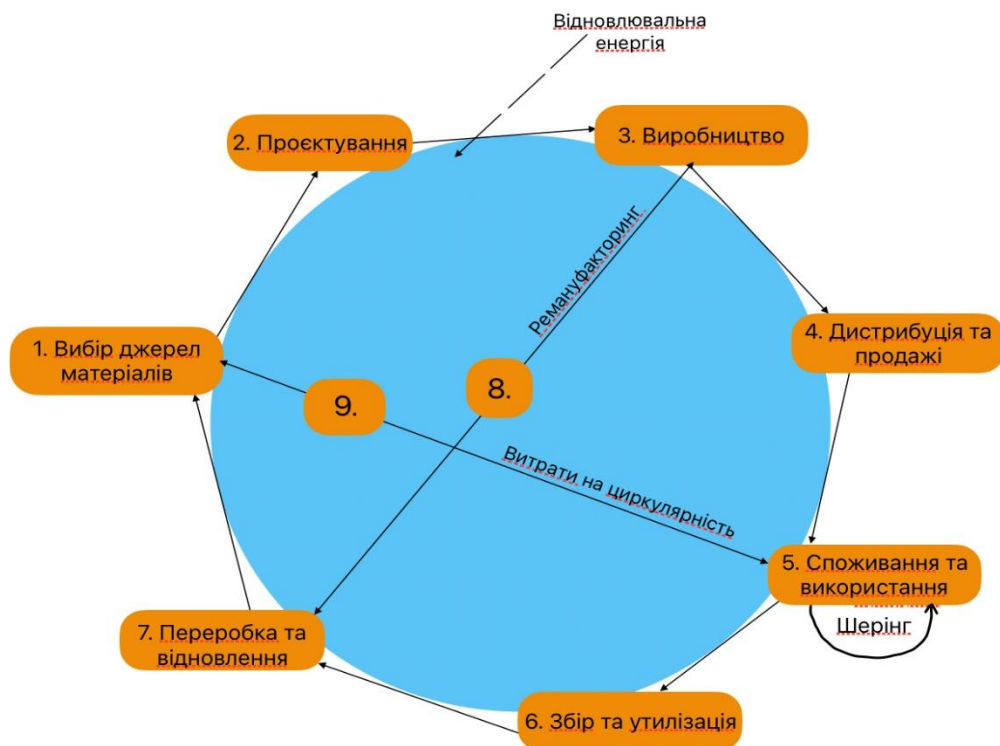 Відновлювальна
енергія
2. Проєктування
3. Виробництво
Ремануфакторинг
1. Вибір джерел
матеріалів
4. Дистрибуція та
продажі
9.
8.
Витрати на циркулярність
5. Споживання та
використання
Шерінг
7. Переробка та
відновлення
6. Збір та утилізація